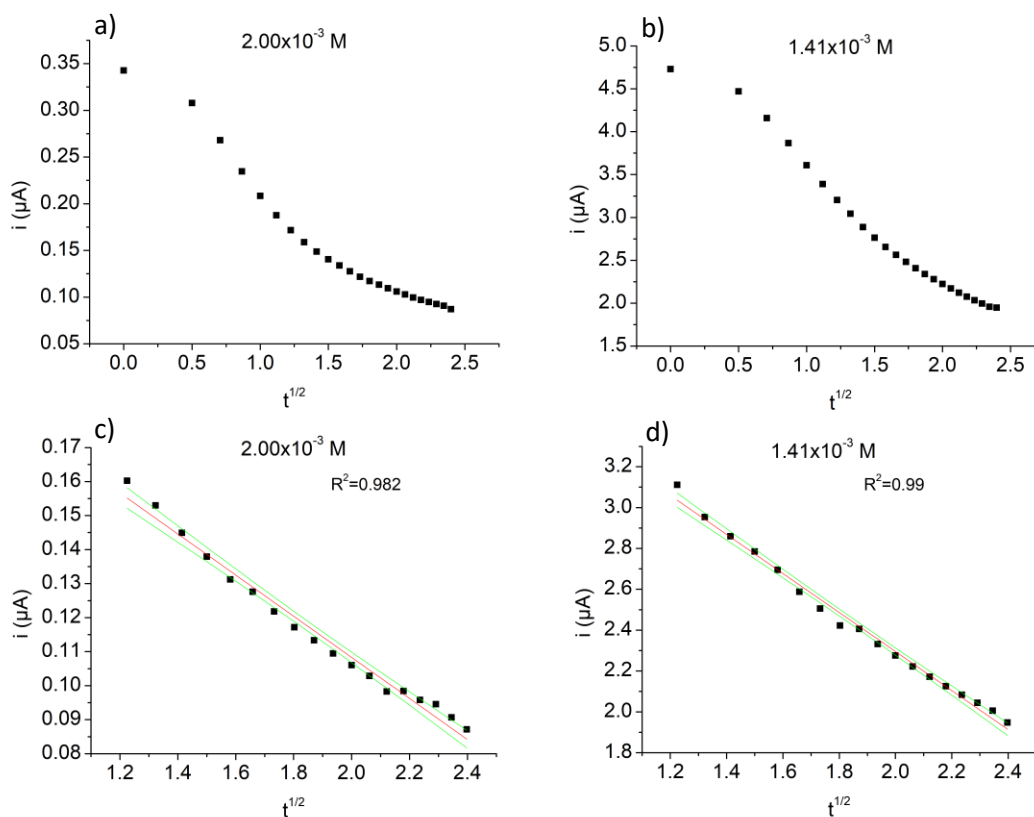 a)
2.00x10⁻³ M
0.35
0.30
0.25
0.20
0.15
0.10
0.05
i (µA)
0.0 0.5 1.0 1.5 2.0 2.5
t^1/2
b)
1.41x10⁻³ M
5.0
4.5
4.0
3.5
3.0
2.5
2.0
1.5
i (µA)
0.0 0.5 1.0 1.5 2.0 2.5
t^1/2
c)
2.00x10⁻³ M
R²=0.982
0.17
0.16
0.15
0.14
0.13
0.12
0.11
0.10
0.09
0.08
i (µA)
1.2 1.4 1.6 1.8 2.0 2.2 2.4
t^1/2
d)
1.41x10⁻³ M
R²=0.99
3.2
3.0
2.8
2.6
2.4
2.2
2.0
1.8
i (µA)
1.2 1.4 1.6 1.8 2.0 2.2 2.4
t^1/2